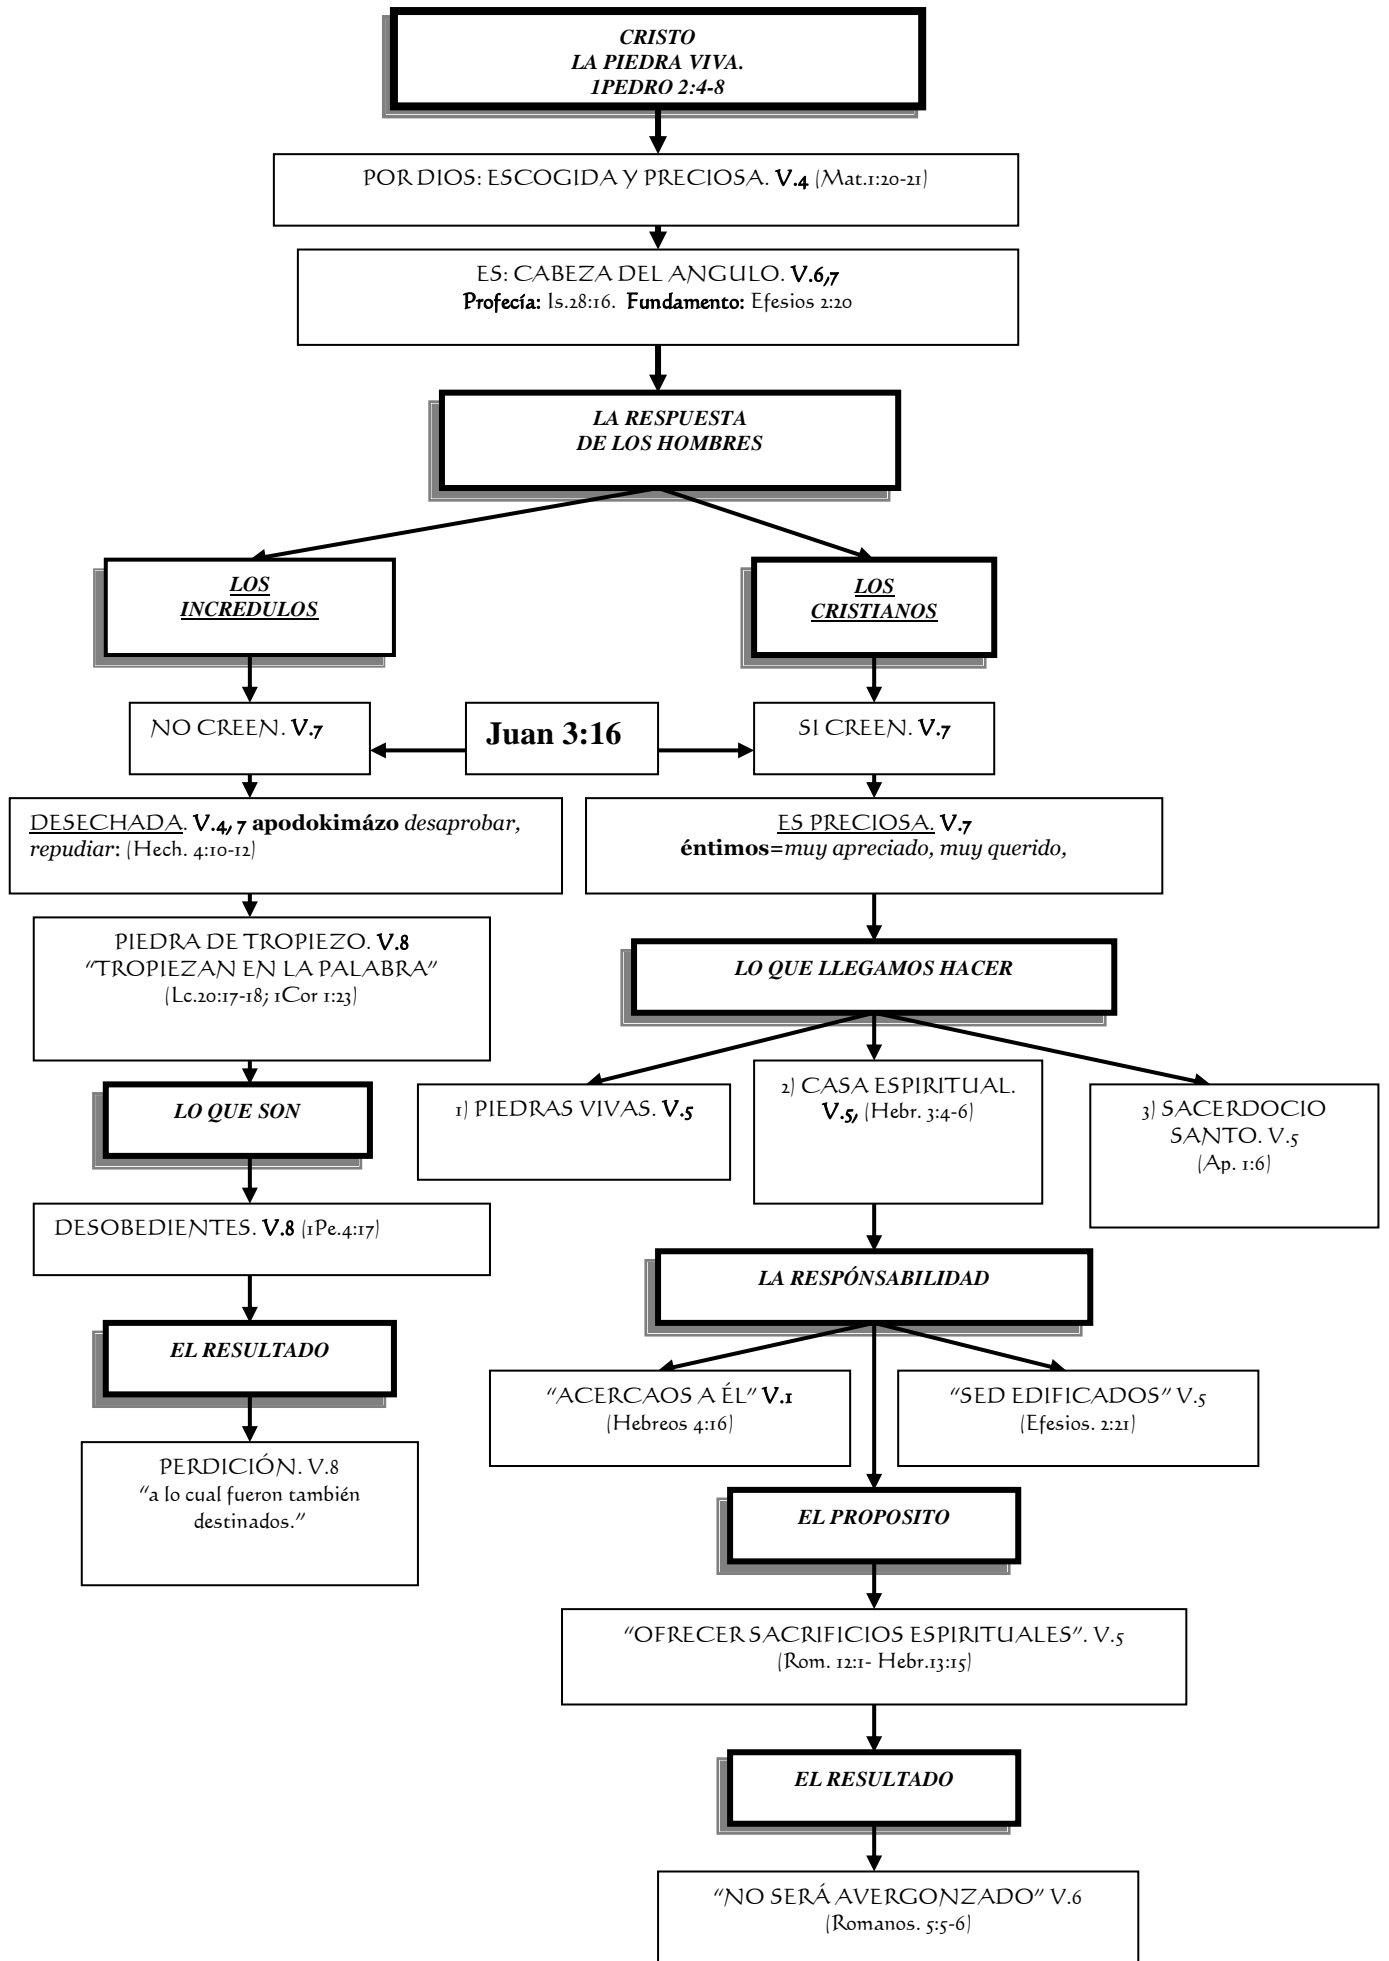 CRISTO
LA PIEDRA VIVA.
1PEDRO 2:4-8
POR DIOS: ESCOGIDA Y PRECIOSA. V.4 (Mat.1:20-21)
ES: CABEZA DEL ANGULO. V.6,7
Profecía: Is.28:16. Fundamento: Efesios 2:20
LA RESPUESTA
DE LOS HOMBRES
LOS
INCREDULOS
LOS
CRISTIANOS
NO CREEN. V.7
Juan 3:16
SI CREEN. V.7
DESECHADA. V.4, 7 apodokimázo desaprobar,
repudiar: (Hech. 4:10-12)
ES PRECIOSA. V.7
éntimos=muy apreciado, muy querido,
PIEDRA DE TROPIEZO. V.8
“TROPIEZAN EN LA PALABRA”
(Lc.20:17-18; 1Cor 1:23)
LO QUE LLEGAMOS HACER
LO QUE SON
1) PIEDRAS VIVAS. V.5
2) CASA ESPIRITUAL.
V.5, (Hebr. 3:4-6)
3) SACERDOCIO
SANTO. V.5
(Ap. 1:6)
DESOBEDIENTES. V.8 (1Pe.4:17)
LA RESPÓNSABILIDAD
EL RESULTADO
“ACERCAOS A ÉL” V.1
(Hebreos 4:16)
“SED EDIFICADOS” V.5
(Efesios. 2:21)
PERDICIÓN. V.8
“a lo cual fueron también
destinados.”
EL PROPOSITO
“OFRECER SACRIFICIOS ESPIRITUALES”. V.5
(Rom. 12:1- Hebr.13:15)
EL RESULTADO
“NO SERÁ AVERGONZADO” V.6
(Romanos. 5:5-6)